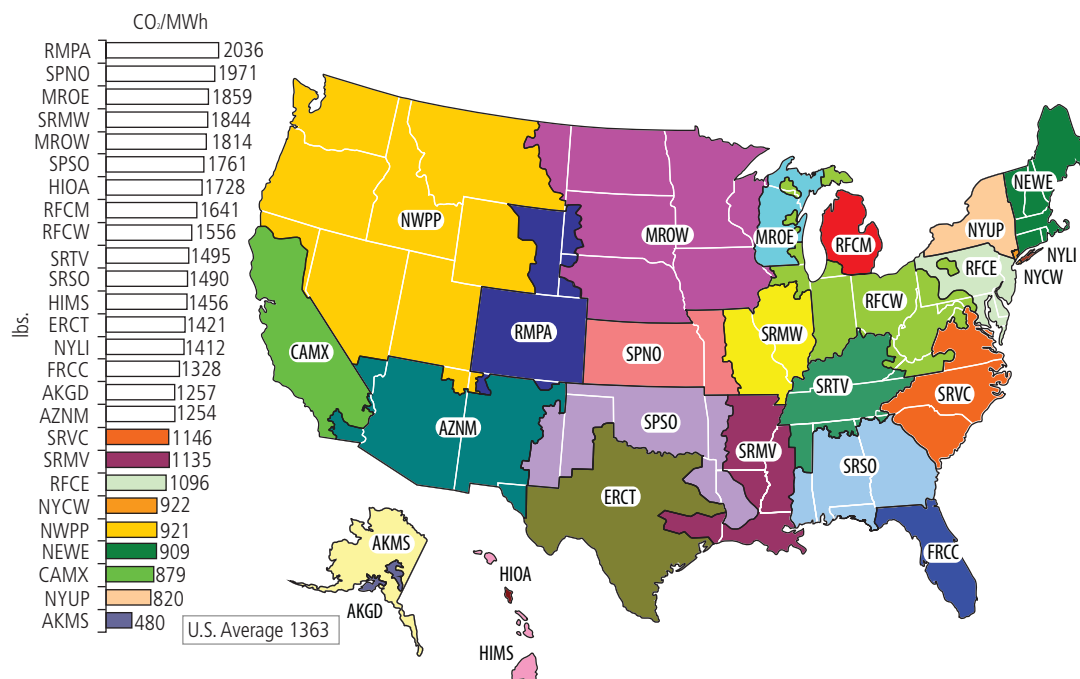 CO₂/MWh
lbs.
RMPA 2036
SPNO 1971
MROE 1859
SRMW 1844
MROW 1814
SPSO 1761
HIOA 1728
RFCM 1641
RFCW 1556
SRTV 1495
SRSO 1490
HIMS 1456
ERCT 1421
NYLI 1412
FRCC 1328
AKGD 1257
AZNM 1254
SRVC 1146
SRMV 1135
RFCE 1096
NYCW 922
NWPP 921
NEWE 909
CAMX 879
NYUP 820
AKMS 480
U.S. Average 1363
NWPP
MROW
MROE
RFCM
NEWE
NYUP
NYLI
NYCW
RFCE
RFCW
RMPA
SRMW
CAMX
SPNO
SRTV
SRVC
AZNM
SPSO
SRMV
SRSO
ERCT
FRCC
AKMS
AKGD
HIOA
HIMS